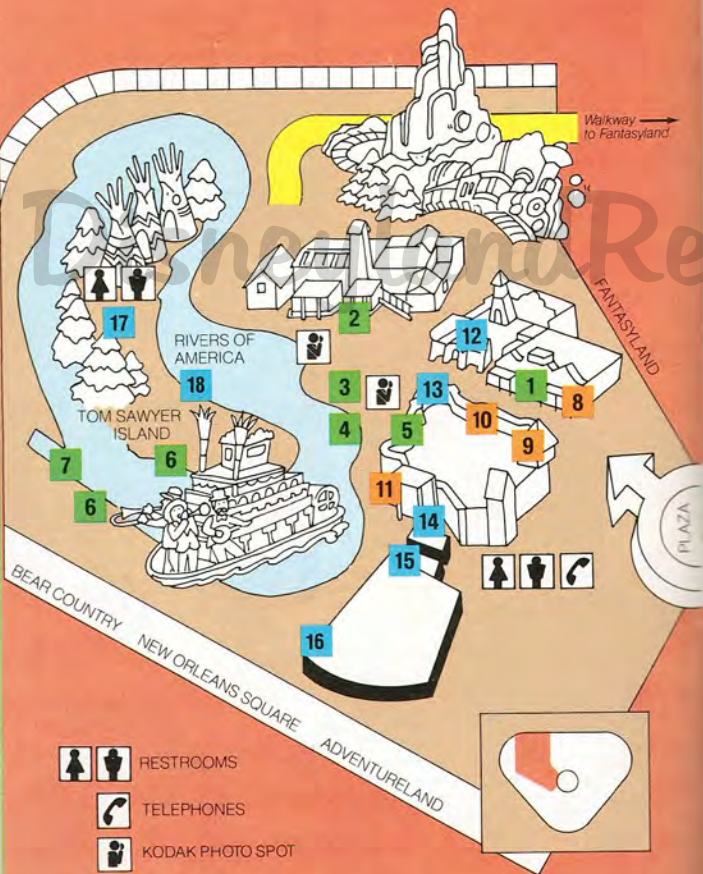 Walkway
to Fantasyland
DisneylandRe
FANTASYLAND
17
RIVERS OF
AMERICA
18
2
12
3
13
1
8
10
TOM SAWYER
ISLAND
4
5
9
7
6
11
6
14
15
PLAZA
16
BEAR COUNTRY
NEW ORLEANS SQUARE
ADVENTURELAND
RESTROOMS
TELEPHONES
KODAK PHOTO SPOT